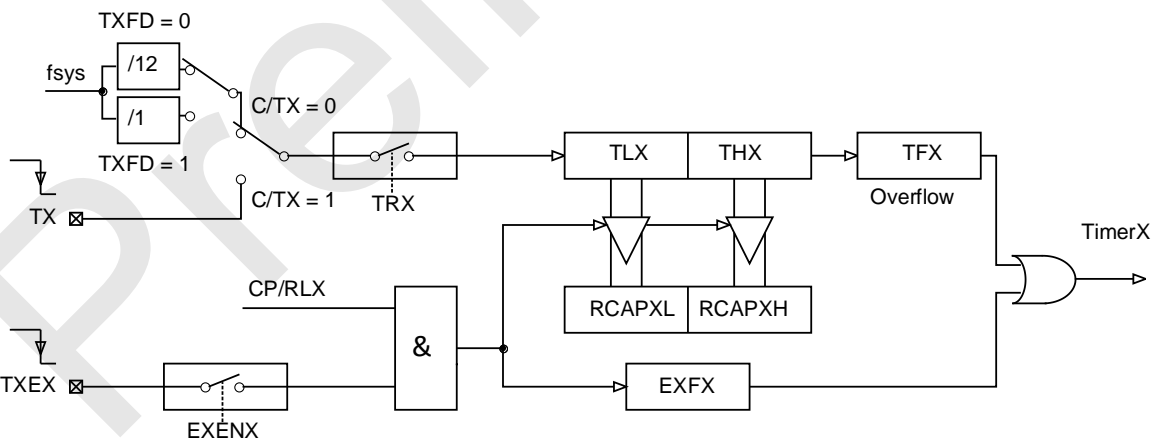 TXFD = 0
/12
fsys
C/TX = 0
/1
TXFD = 1
TLX
THX
TFX
C/TX = 1
TRX
Overflow
TX
TimerX
CP/RLX
RCAPXL
RCAPXH
&
TXEX
EXFX
EXENX